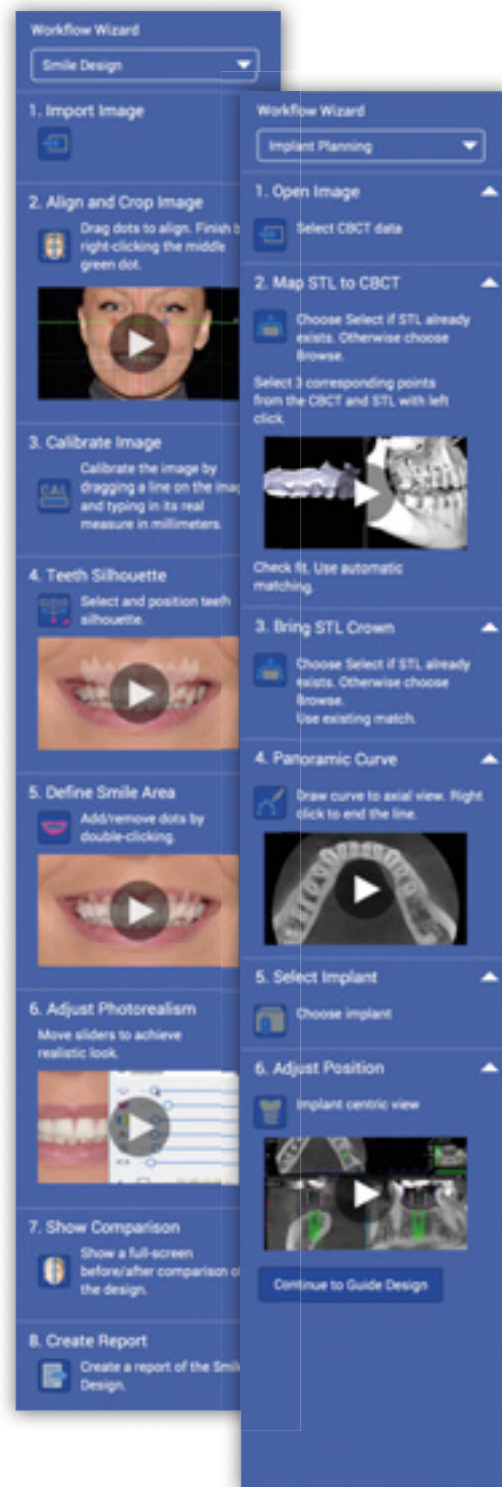 Workflow Wizard
Smile Design
1. Import Image
2. Align and Crop Image
Drag dots to align. Finish b
right-clicking the middle
green dot.
3. Calibrate Image
Calibrate the image by
dragging a line on the imag
and typing in its real
measure in millimeters.
CAL
4. Teeth Silhouette
Select and position teeth
silhouette.
5. Define Smile Area
Add/remove dots by
double-clicking.
6. Adjust Photorealism
Move sliders to achieve
realistic look.
7. Show Comparison
Show a full-screen
before/after comparison of
the design.
8. Create Report
Create a report of the Smil
Design.
Workflow Wizard
Implant Planning
1. Open Image
Select CBCT data
2. Map STL to CBCT
Choose Select if STL already
exists. Otherwise choose
Browse.
Select 3 corresponding points
from the CBCT and STL with left
click.
Check fit. Use automatic
matching.
3. Bring STL Crown
Choose Select if STL already
exists. Otherwise choose
Browse.
Use existing match.
4. Panoramic Curve
Draw curve to axial view. Right
click to end the line.
5. Select Implant
Choose implant
6. Adjust Position
Implant centric view
Continue to Guide Design